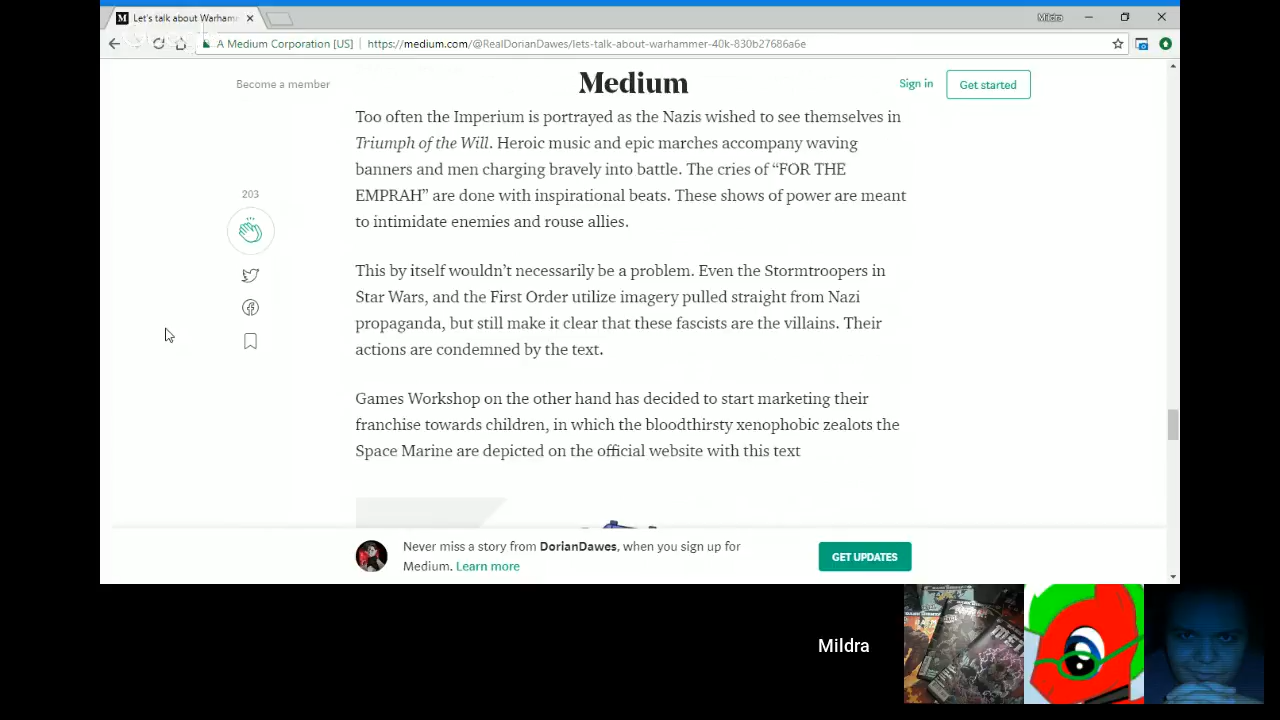 Let's talk about Warhamm
Mildra
A Medium Corporation [US]
https://medium.com/@RealDorianDawes/lets-talk-about-warhammer-40k-830b27686a6e
Become a member
Medium
Sign in
Get started
Too often the Imperium is portrayed as the Nazis wished to see themselves in
Triumph of the Will. Heroic music and epic marches accompany waving
banners and men charging bravely into battle. The cries of “FOR THE
EMPRAH” are done with inspirational beats. These shows of power are meant
to intimidate enemies and rouse allies.
203
This by itself wouldn’t necessarily be a problem. Even the Stormtroopers in
Star Wars, and the First Order utilize imagery pulled straight from Nazi
propaganda, but still make it clear that these fascists are the villains. Their
actions are condemned by the text.
Games Workshop on the other hand has decided to start marketing their
franchise towards children, in which the bloodthirsty xenophobic zealots the
Space Marine are depicted on the official website with this text
Never miss a story from DorianDawes, when you sign up for
Medium. Learn more
GET UPDATES
Mildra